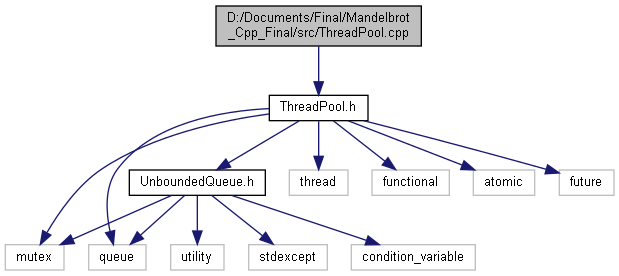 D:/Documents/Final/Mandelbrot
_Cpp_Final/src/ThreadPool.cpp
ThreadPool.h
UnboundedQueue.h
thread
functional
atomic
future
mutex
queue
utility
stdexcept
condition_variable